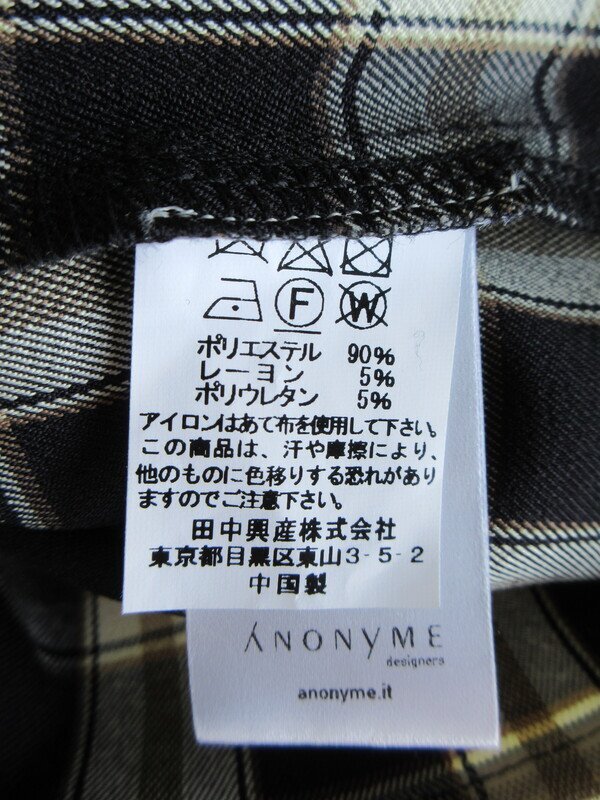 F W
ポリエステル 90%
レーヨン 5%
ポリウレタン 5%
アイロンはあて布を使用して下さい。
この商品は、汗や摩擦により、
他のものに色移りする恐れがあり
ますのでご注意下さい。
田中興産株式会社
東京都目黒区東山3-5-2
中国製
ANONYME
designers
anonyme.it